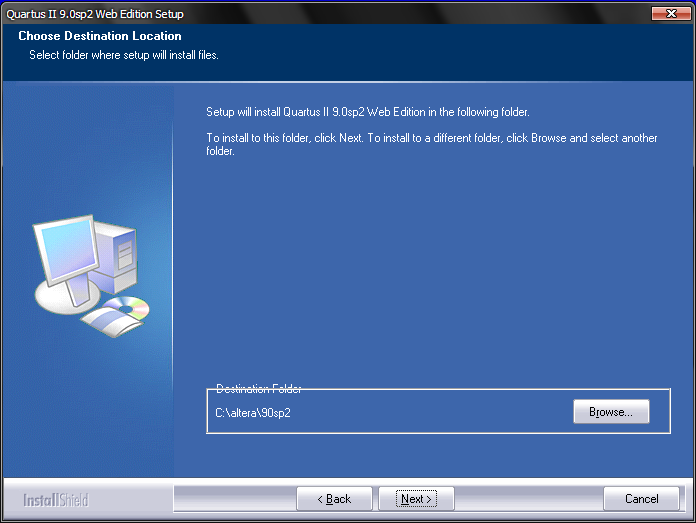 Quartus II 9.0sp2 Web Edition Setup
Choose Destination Location
Select folder where setup will install files.
Setup will install Quartus II 9.0sp2 Web Edition in the following folder.
To install to this folder, click Next. To install to a different folder, click Browse and select another
folder.
Destination Folder
C:\altera\90sp2
Browse...
InstallShield
< Back
Next >
Cancel